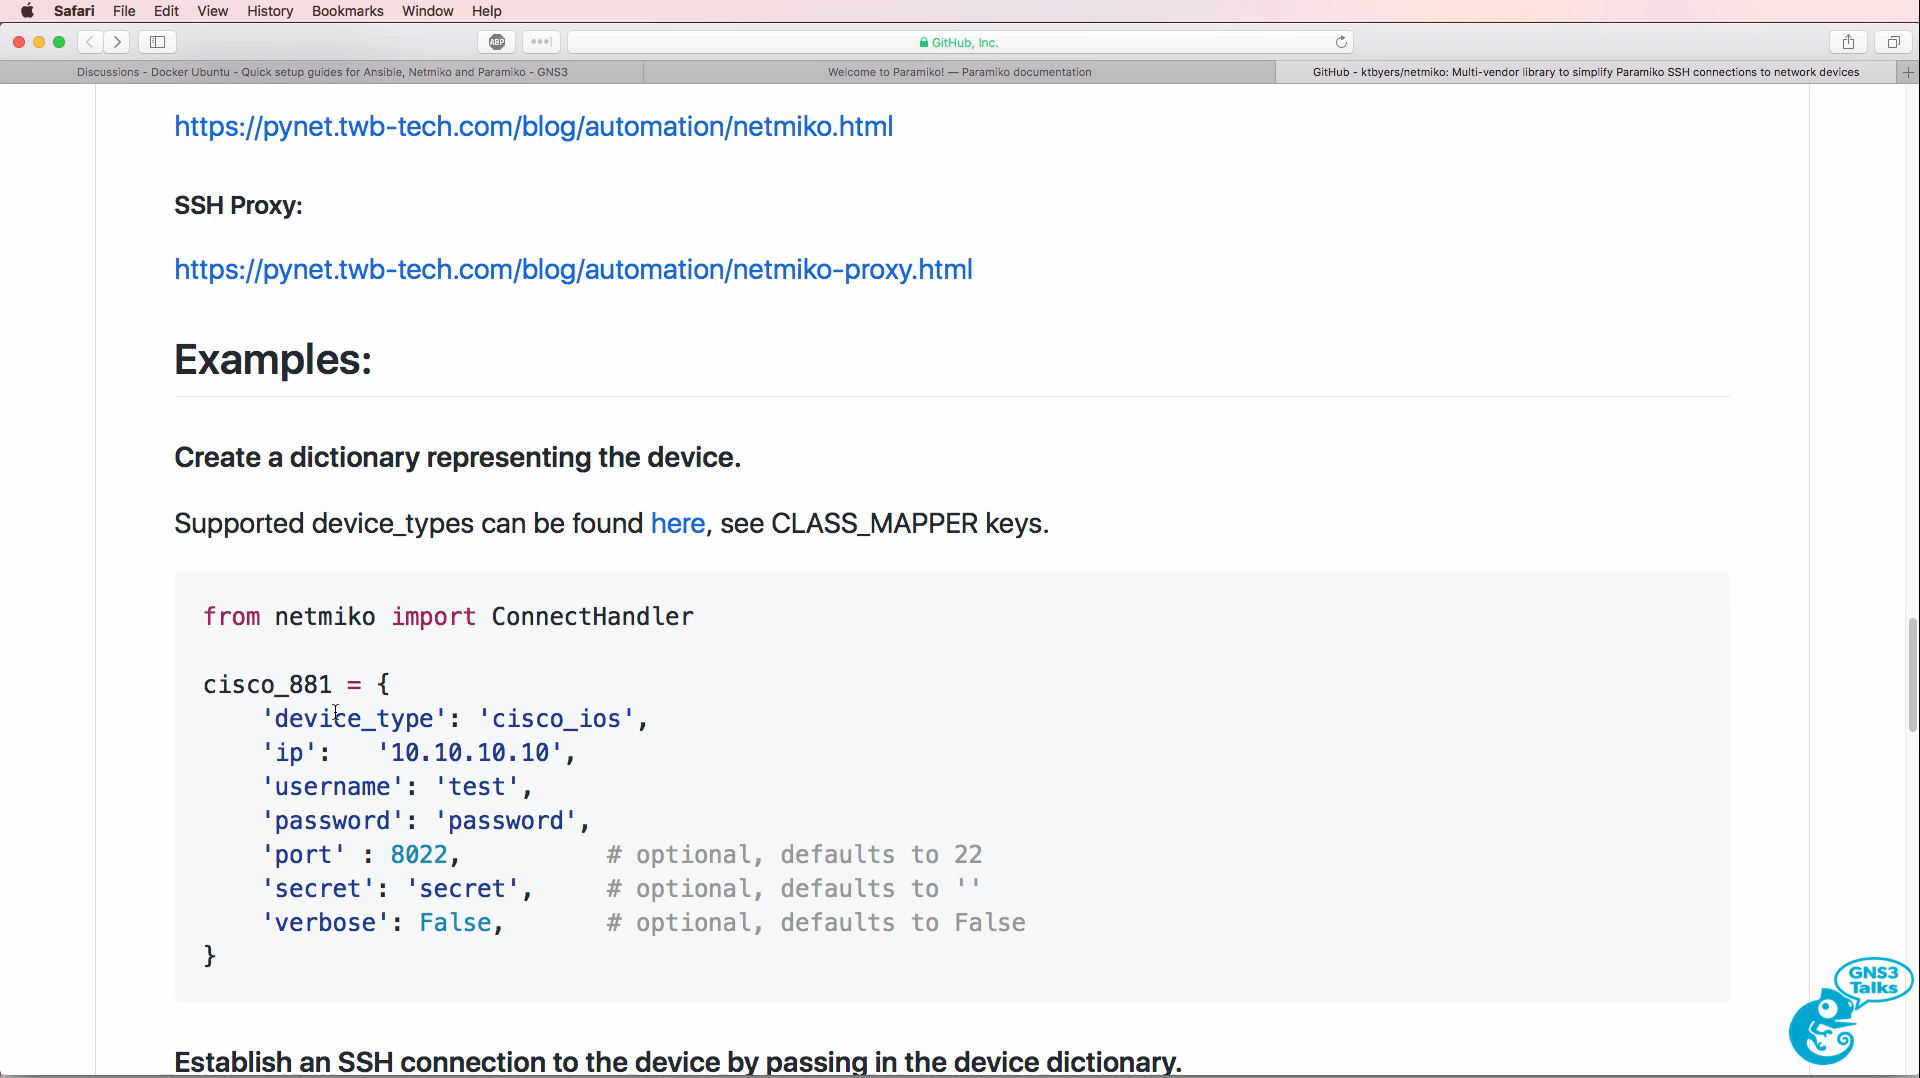 Safari File Edit View History Bookmarks Window Help
ABP
GitHub, Inc.
Discussions - Docker Ubuntu - Quick setup guides for Ansible, Netmiko and Paramiko - GNS3
Welcome to Paramiko! — Paramiko documentation
GitHub - ktbyers/netmiko: Multi-vendor library to simplify Paramiko SSH connections to network devices
https://pynet.twb-tech.com/blog/automation/netmiko.html
SSH Proxy:
https://pynet.twb-tech.com/blog/automation/netmiko-proxy.html
Examples:
Create a dictionary representing the device.
Supported device_types can be found here, see CLASS_MAPPER keys.
from netmiko import ConnectHandler
cisco_881 = {
'device_type': 'cisco_ios',
'ip': '10.10.10.10',
'username': 'test',
'password': 'password',
'port' : 8022, # optional, defaults to 22
'secret': 'secret', # optional, defaults to ''
'verbose': False, # optional, defaults to False
}
GNS3
Talks
Establish an SSH connection to the device by passing in the device dictionary.